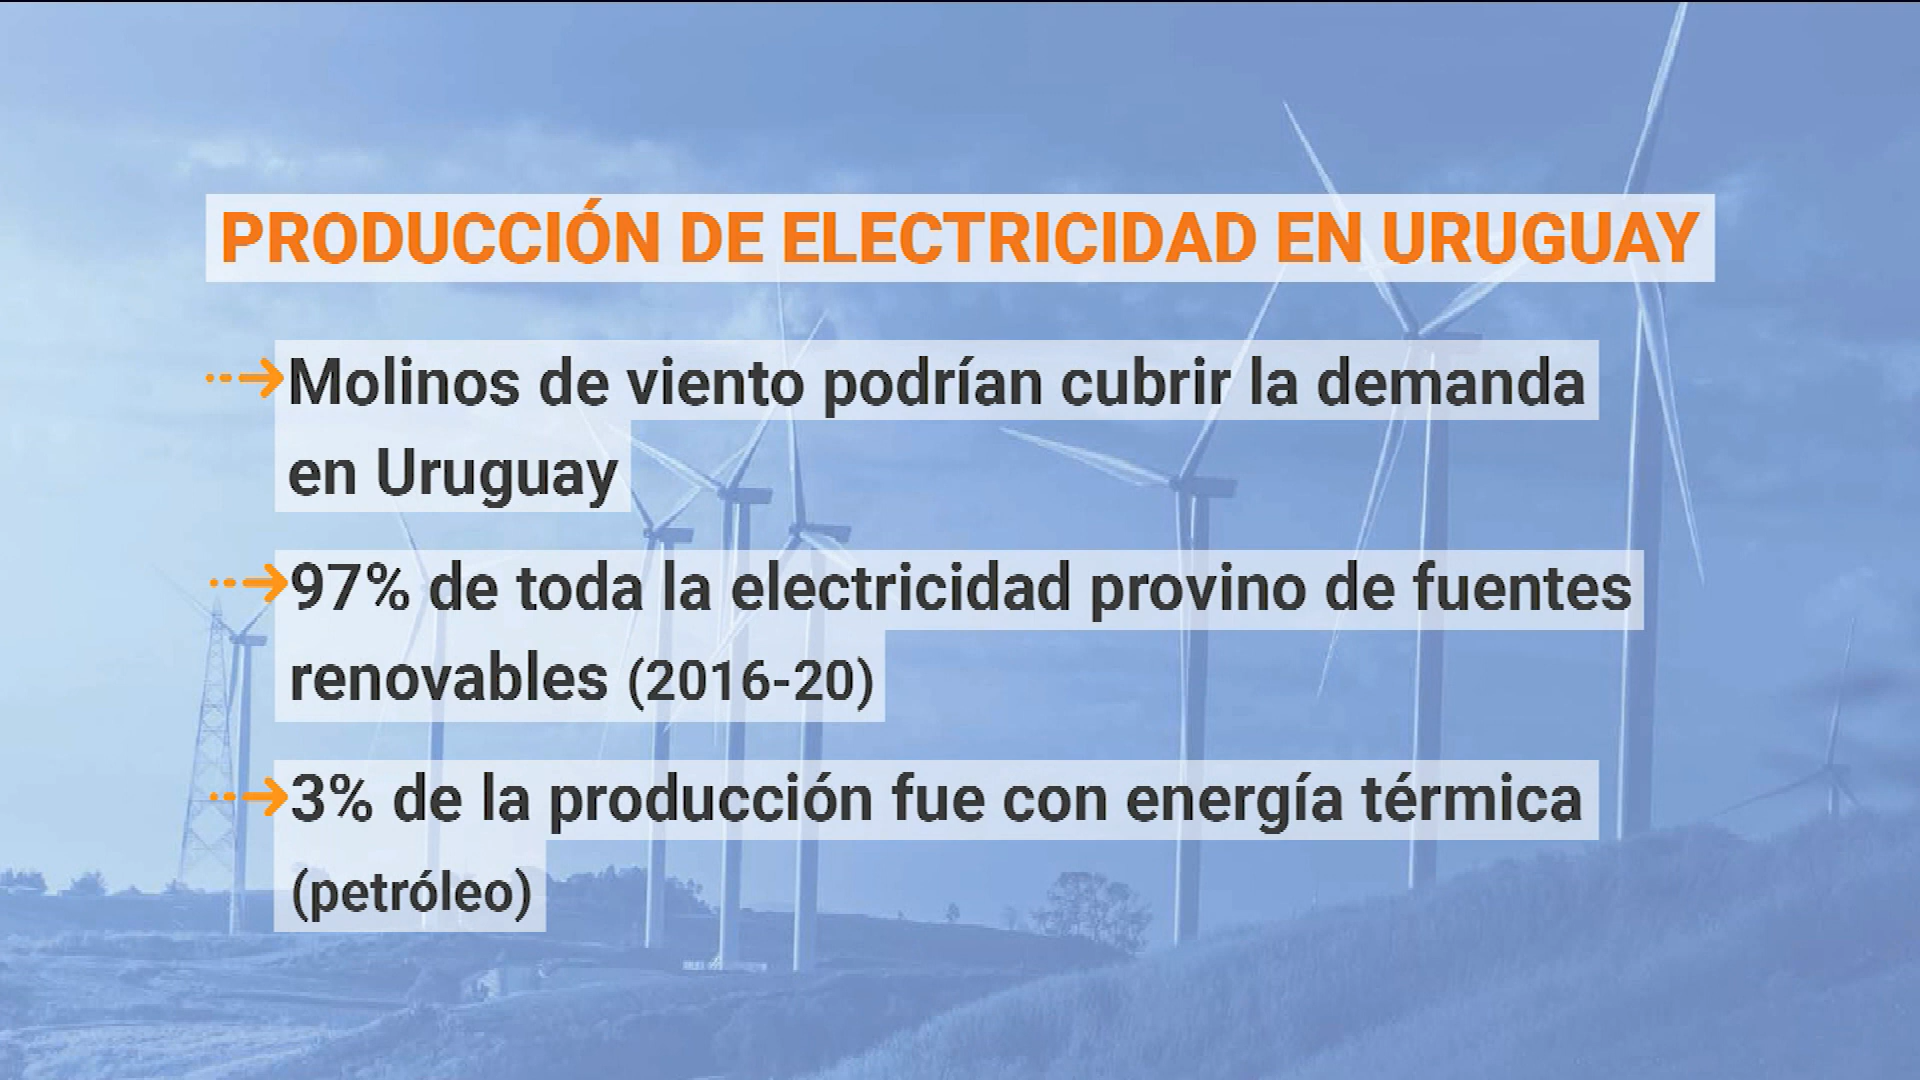 PRODUCCIÓN DE ELECTRICIDAD EN URUGUAY
Molinos de viento podrían cubrir la demanda
en Uruguay
97% de toda la electricidad provino de fuentes
renovables (2016-20)
3% de la producción fue con energía térmica
(petróleo)